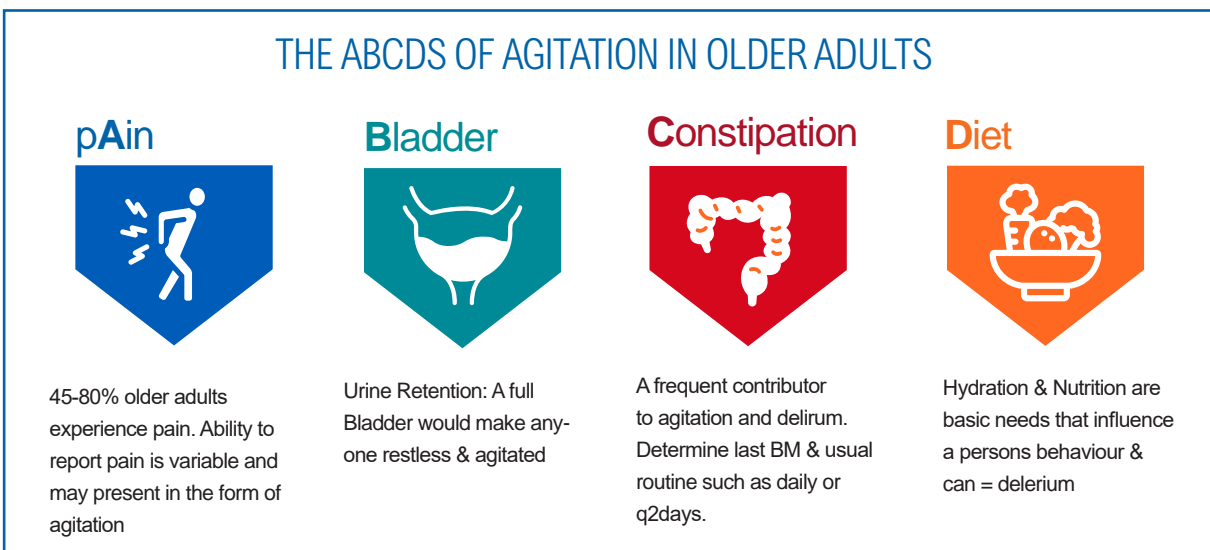 THE ABCDS OF AGITATION IN OLDER ADULTS
pAin
45-80% older adults
experience pain. Ability to
report pain is variable and
may present in the form of
agitation
Bladder
Urine Retention: A full
Bladder would make any-
one restless & agitated
Constipation
A frequent contributor
to agitation and delirum.
Determine last BM & usual
routine such as daily or
q2days.
Diet
Hydration & Nutrition are
basic needs that influence
a persons behaviour &
can = delerium